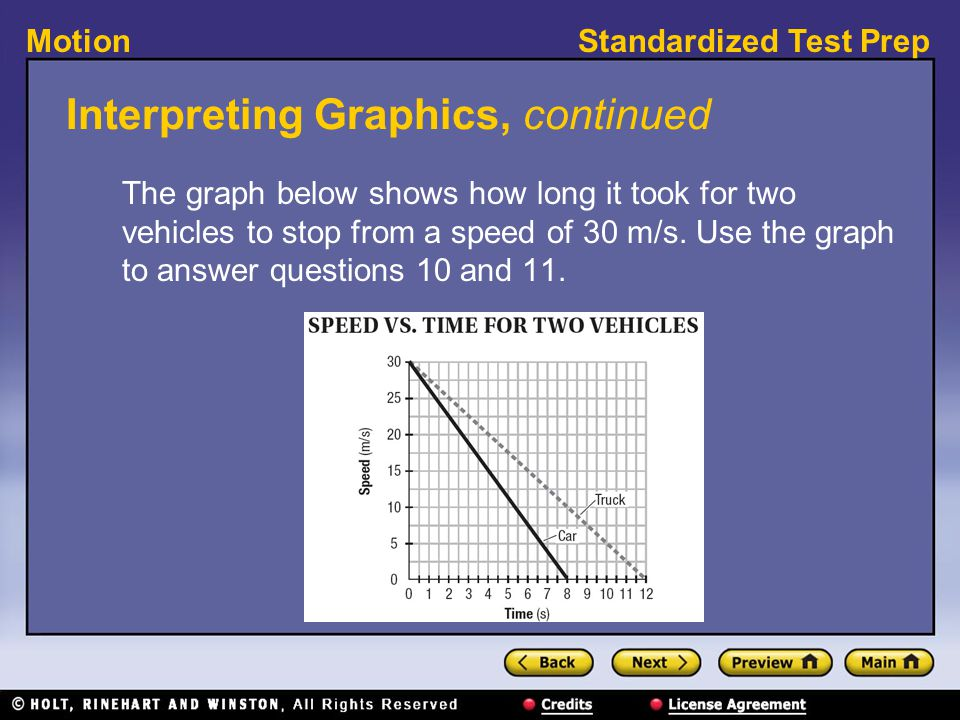 Motion
Standardized Test Prep
Interpreting Graphics, continued
The graph below shows how long it took for two
vehicles to stop from a speed of 30 m/s. Use the graph
to answer questions 10 and 11.
SPEED VS. TIME FOR TWO VEHICLES
30
25
20
15
10
5
0
Speed (m/s)
Truck
Car
0 1 2 3 4 5 6 7 8 9 10 11 12
Time (s)
Back
Next
Preview
Main
© HOLT, RINEHART AND WINSTON, All Rights Reserved
Credits
License Agreement